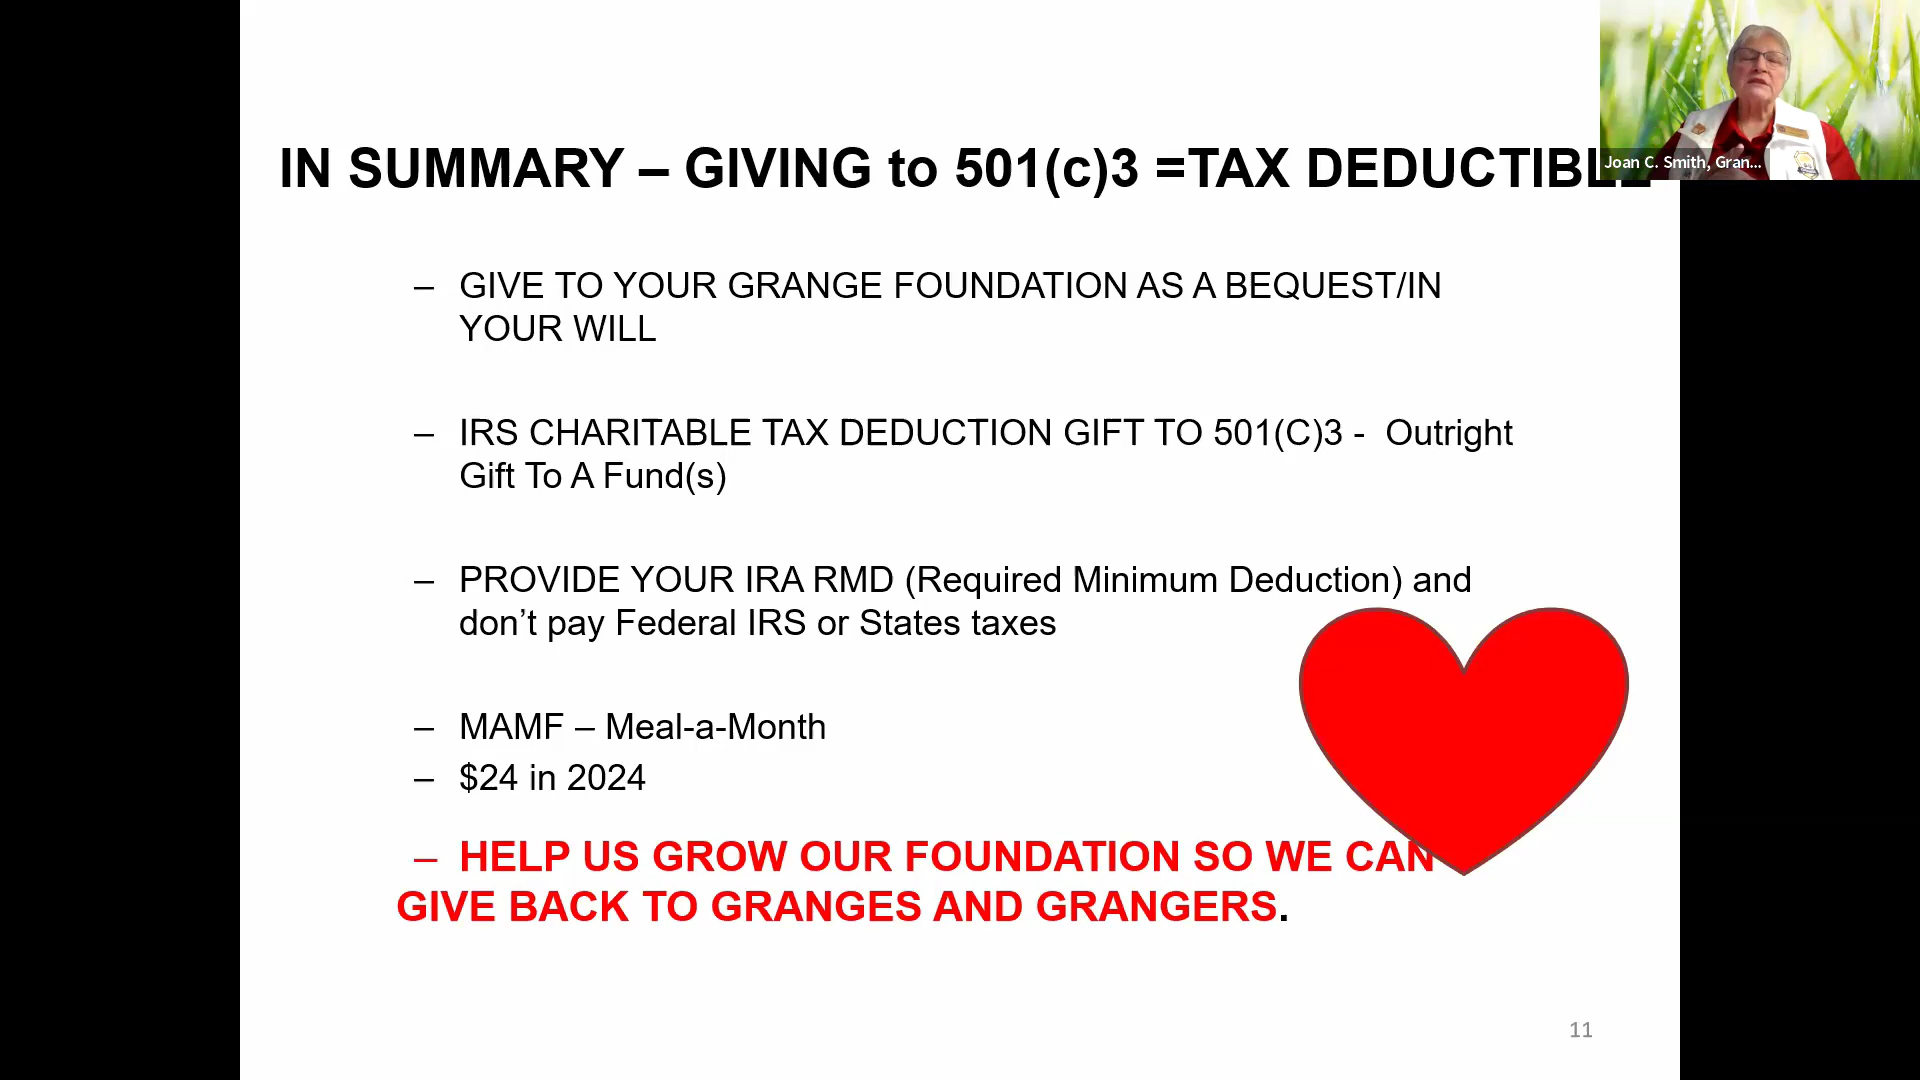 IN SUMMARY – GIVING to 501(c)3 =TAX DEDUCTIBLE
Joan C. Smith, Gran...
– GIVE TO YOUR GRANGE FOUNDATION AS A BEQUEST/IN
YOUR WILL
– IRS CHARITABLE TAX DEDUCTION GIFT TO 501(C)3 - Outright
Gift To A Fund(s)
– PROVIDE YOUR IRA RMD (Required Minimum Deduction) and
don’t pay Federal IRS or States taxes
– MAMF – Meal-a-Month
– $24 in 2024
– HELP US GROW OUR FOUNDATION SO WE CAN
GIVE BACK TO GRANGES AND GRANGERS.
11